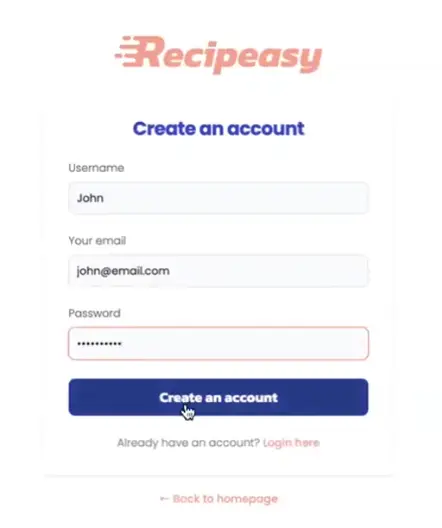 Recipeasy
Create an account
Username
John
Your email
john@email.com
Password
••••••••••
Create an account
Already have an account? Login here
← Back to homepage